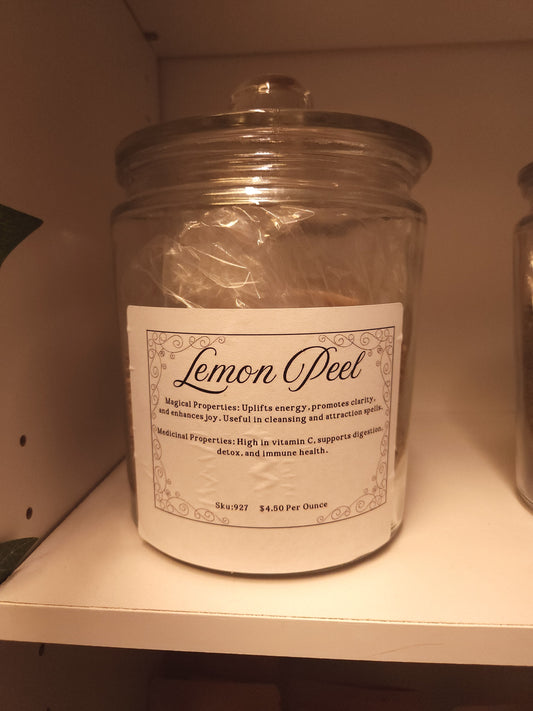 Lemon Peel
Magical Properties: Uplifts energy, promotes clarity,
and enhances joy. Useful in cleansing and attraction spells.
Medicinal Properties: High in vitamin C, supports digestion,
detox, and immune health.
Sku:927 $4.50 Per Ounce